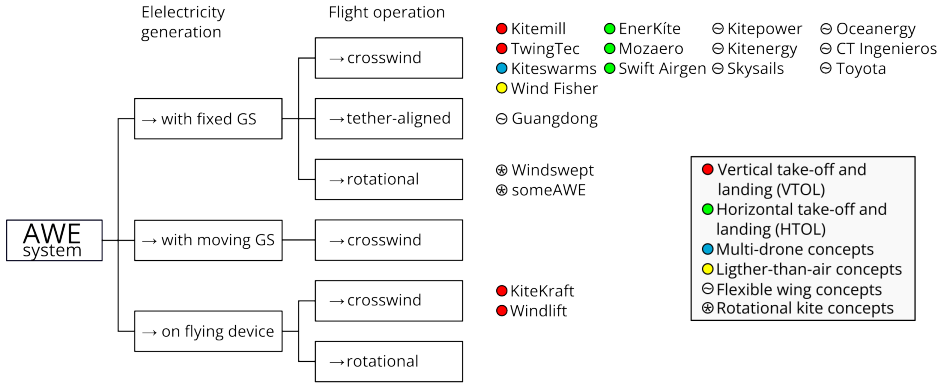 Elelectricity
generation
Flight operation
Kitemill
EnerKíte
Kitepower
Oceanergy
TwingTec
Mozaero
Kitenergy
CT Ingenieros
Kiteswarms
Swift Airgen
Skysails
Toyota
Wind Fisher
→ crosswind
→ with fixed GS
→ tether-aligned
Guangdong
→ rotational
Windswept
someAWE
AWE
system
→ with moving GS
→ crosswind
→ crosswind
KiteKraft
Windlift
→ on flying device
→ rotational
Vertical take-off and
landing (VTOL)
Horizontal take-off and
landing (HTOL)
Multi-drone concepts
Ligther-than-air concepts
Flexible wing concepts
Rotational kite concepts